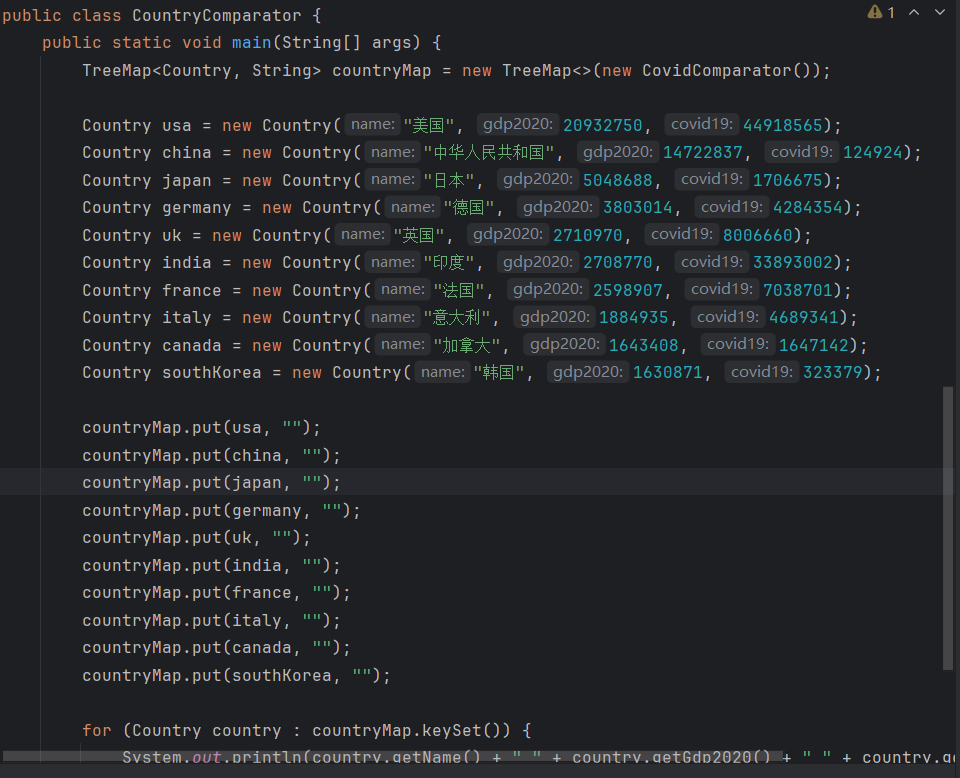 public class CountryComparator {
1
public static void main(String[] args) {
TreeMap<Country, String> countryMap = new TreeMap<>(new CovidComparator());
Country usa = new Country( name: "美国", gdp2020: 20932750, covid19: 44918565);
Country china = new Country( name: "中华人民共和国", gdp2020: 14722837, covid19: 124924);
Country japan = new Country( name: "日本", gdp2020: 5048688, covid19: 1706675);
Country germany = new Country( name: "德国", gdp2020: 3803014, covid19: 4284354);
Country uk = new Country( name: "英国", gdp2020: 2710970, covid19: 8006660);
Country india = new Country( name: "印度", gdp2020: 2708770, covid19: 33893002);
Country france = new Country( name: "法国", gdp2020: 2598907, covid19: 7038701);
Country italy = new Country( name: "意大利", gdp2020: 1884935, covid19: 4689341);
Country canada = new Country( name: "加拿大", gdp2020: 1643408, covid19: 1647142);
Country southKorea = new Country( name: "韩国", gdp2020: 1630871, covid19: 323379);
countryMap.put(usa, "");
countryMap.put(china, "");
countryMap.put(japan, "");
countryMap.put(germany, "");
countryMap.put(uk, "");
countryMap.put(india, "");
countryMap.put(france, "");
countryMap.put(italy, "");
countryMap.put(canada, "");
countryMap.put(southKorea, "");
for (Country country : countryMap.keySet()) {
System.out.println(country.getName() + " " + country.getGdp2020() + " " + country.